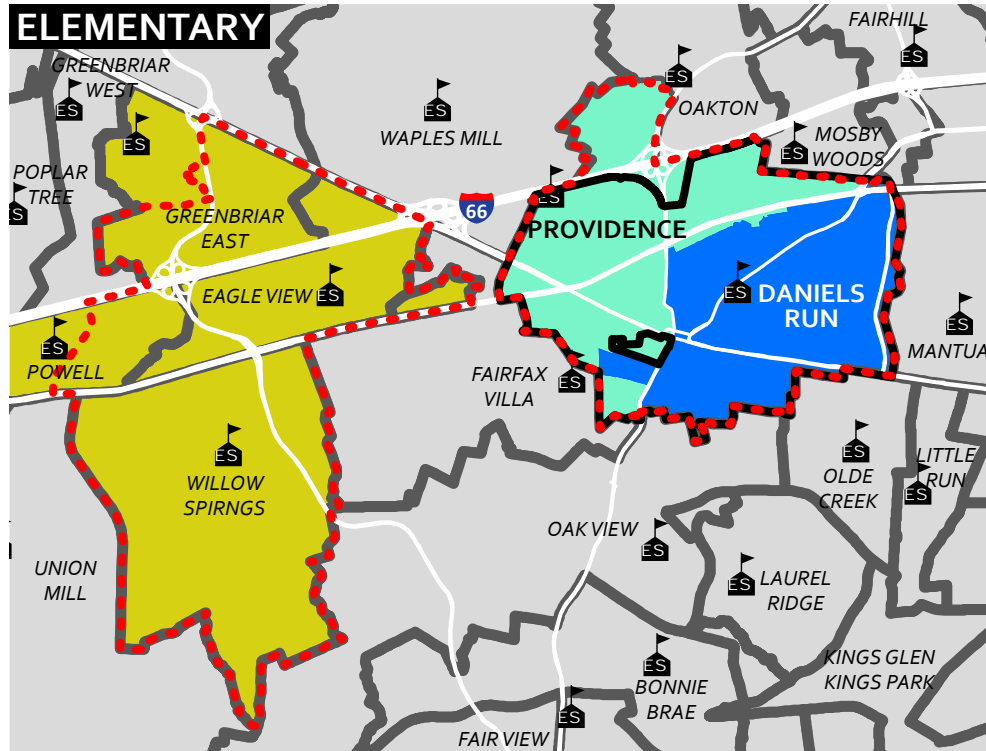 ELEMENTARY
FAIRHILL
ES
GREENBRIAR
WEST
ES
ES
ES
OAKTON
WAPLES MILL
ES
MOSBY
WOODS
ES
POPLAR
TREE
ES
ES
66
GREENBRIAR
EAST
PROVIDENCE
EAGLE VIEW
ES
ES
DANIELS
RUN
ES
POWELL
ES
MANTUA
FAIRFAX
VILLA
ES
ES
WILLOW
SPIRNGS
ES
OLDE
CREEK
LITTLE
RUN
ES
OAK VIEW
ES
UNION
MILL
ES
LAUREL
RIDGE
ES
BONNIE
BRAE
KINGS GLEN
KINGS PARK
FAIR VIEW
ES